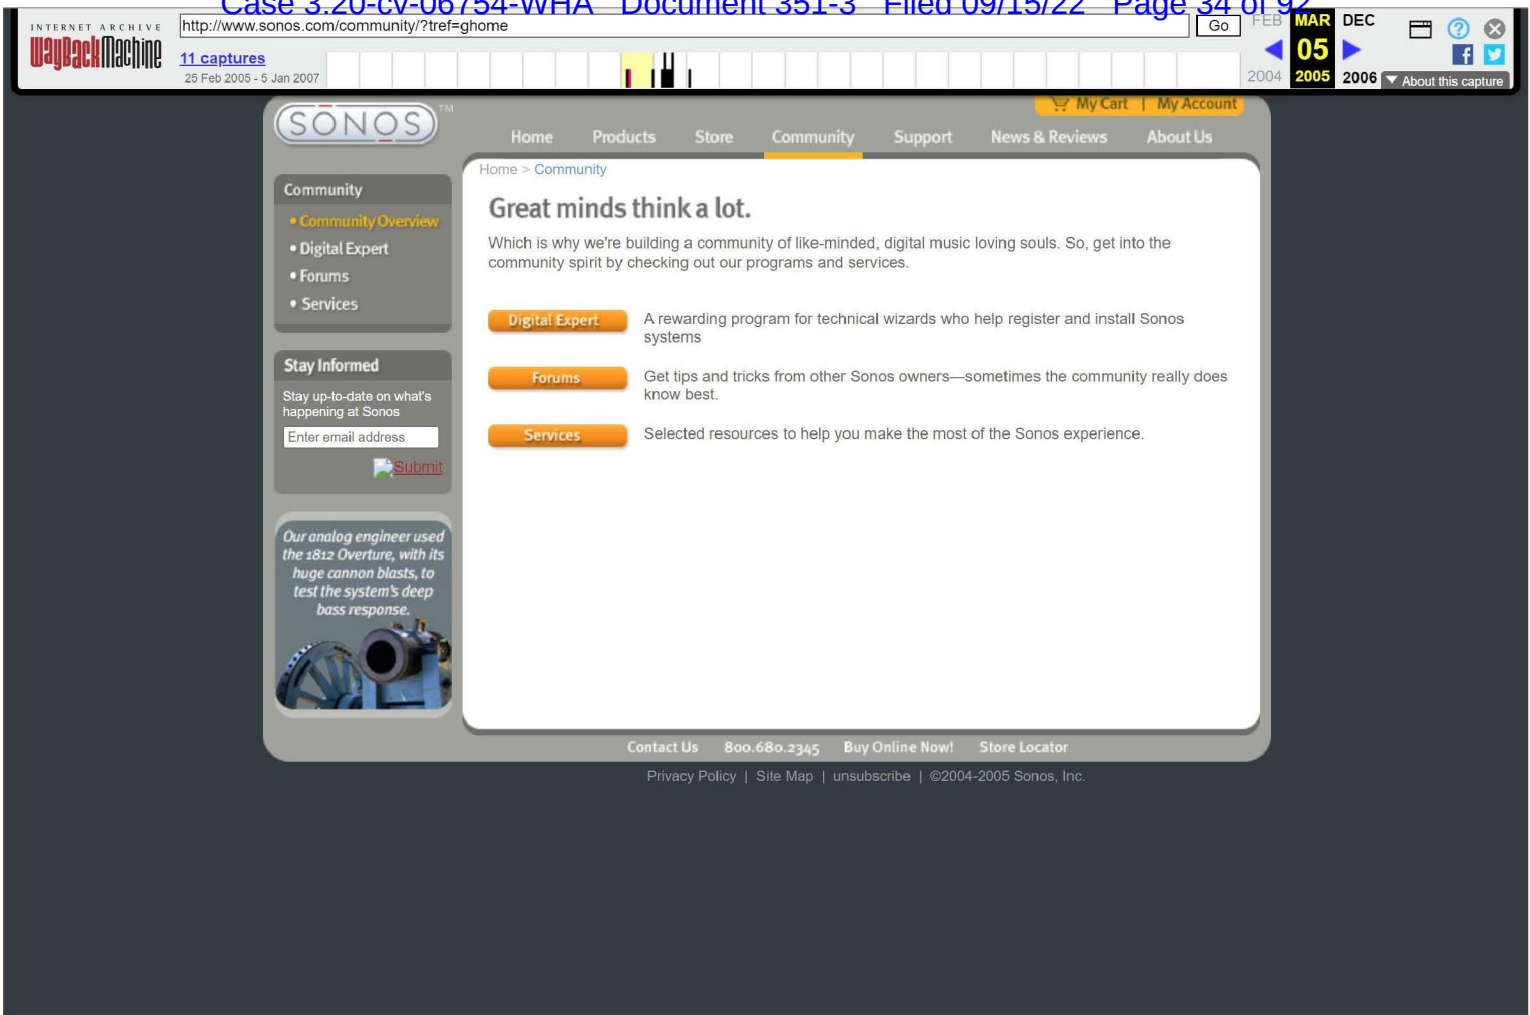 Case 3:20-cv-06754-WHA Document 351-3 Filed 09/15/22 Page 34 of 92
INTERNET ARCHIVE
WayBackMachine
http://www.sonos.com/community/?tref=ghome
Go
FEB MAR DEC
11 captures
05
25 Feb 2005 - 5 Jan 2007
2004 2005 2006
About this capture
SONOS™
My Cart | My Account
Home Products Store Community Support News & Reviews About Us
Home > Community
Community
• Community Overview
• Digital Expert
• Forums
• Services
Stay Informed
Stay up-to-date on what's
happening at Sonos
Enter email address
Submit
Our analog engineer used
the 1812 Overture, with its
huge cannon blasts, to
test the system's deep
bass response.
Great minds think a lot.
Which is why we're building a community of like-minded, digital music loving souls. So, get into the
community spirit by checking out our programs and services.
Digital Expert A rewarding program for technical wizards who help register and install Sonos
systems
Forums Get tips and tricks from other Sonos owners—sometimes the community really does
know best.
Services Selected resources to help you make the most of the Sonos experience.
Contact Us 800.680.2345 Buy Online Now! Store Locator
Privacy Policy | Site Map | unsubscribe | ©2004-2005 Sonos, Inc.